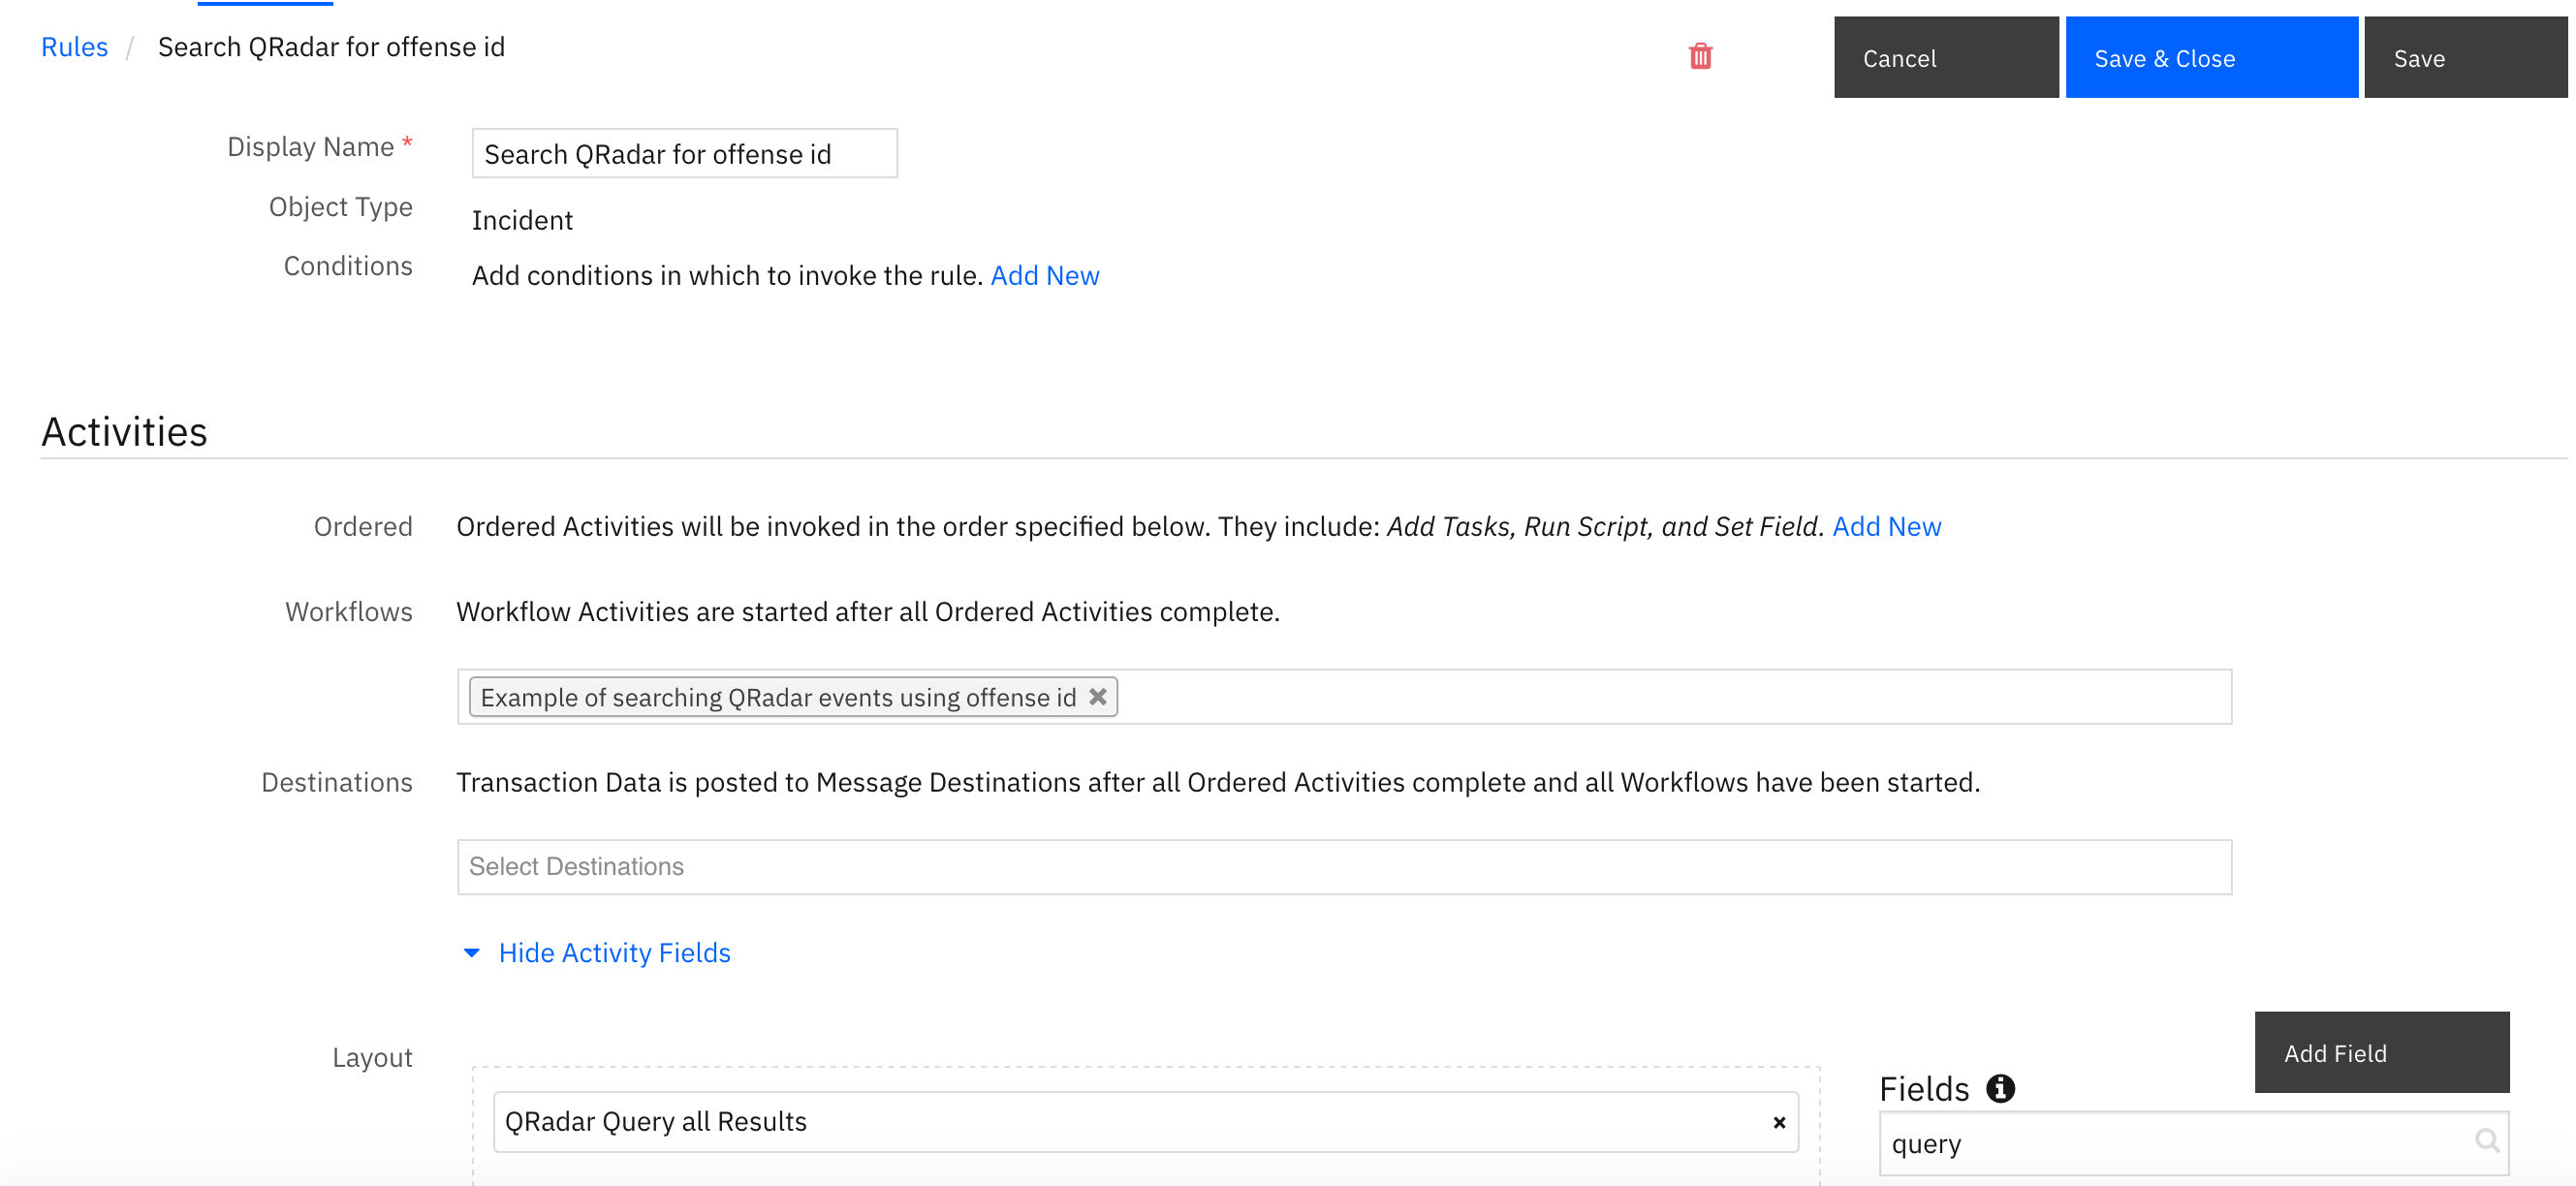 Rules / Search QRadar for offense id
Cancel
Save & Close
Save
Display Name *
Search QRadar for offense id
Object Type
Incident
Conditions
Add conditions in which to invoke the rule. Add New
Activities
Ordered
Ordered Activities will be invoked in the order specified below. They include: Add Tasks, Run Script, and Set Field. Add New
Workflows
Workflow Activities are started after all Ordered Activities complete.
Example of searching QRadar events using offense id
Destinations
Transaction Data is posted to Message Destinations after all Ordered Activities complete and all Workflows have been started.
Select Destinations
Hide Activity Fields
Layout
QRadar Query all Results
Add Field
Fields
query